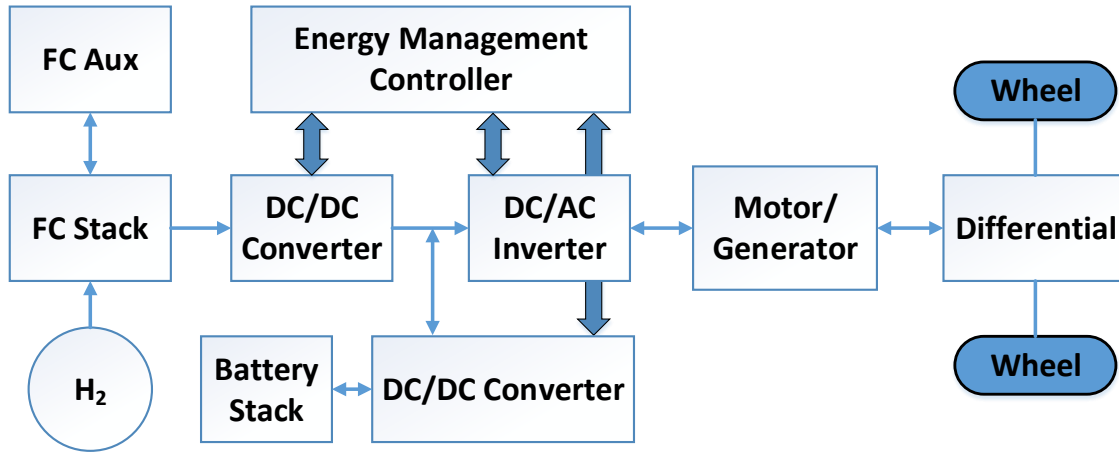 FC Aux
Energy Management
Controller
Wheel
FC Stack
DC/DC
Converter
DC/AC
Inverter
Motor/
Generator
Differential
H₂
Battery
Stack
DC/DC Converter
Wheel